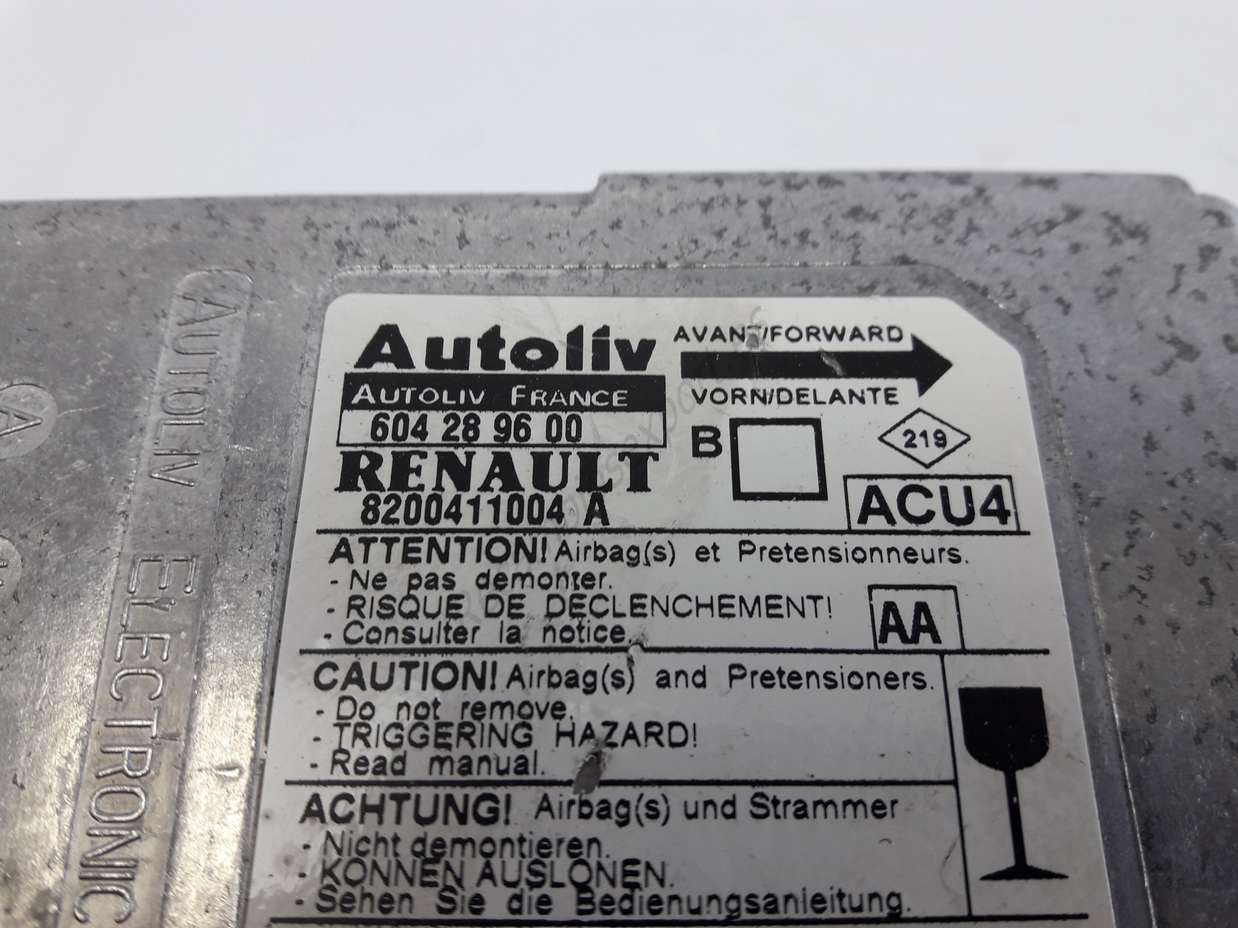 Autoliv
AUTOLIV FRANCE
604 28 96 00
RENAULT
8200411004 A
AVANT/FORWARD
VORN/DELANTE
B
219
ACU4
ATTENTION! Airbag(s) et Pretensionneurs.
- Ne pas demonter.
- RISQUE DE DECLENCHEMENT!
- Consulter la notice.
AA
CAUTION! Airbag(s) and Pretensioners.
- Do not remove.
- TRIGGERING HAZARD!
- Read manual.
ACHTUNG! Airbag(s) und Strammer
- Nicht demontieren.
- KONNEN AUSLONEN.
- Sehen Sie die Bedienungsanleitung.
AUTOLIV ELECTRONIC
A